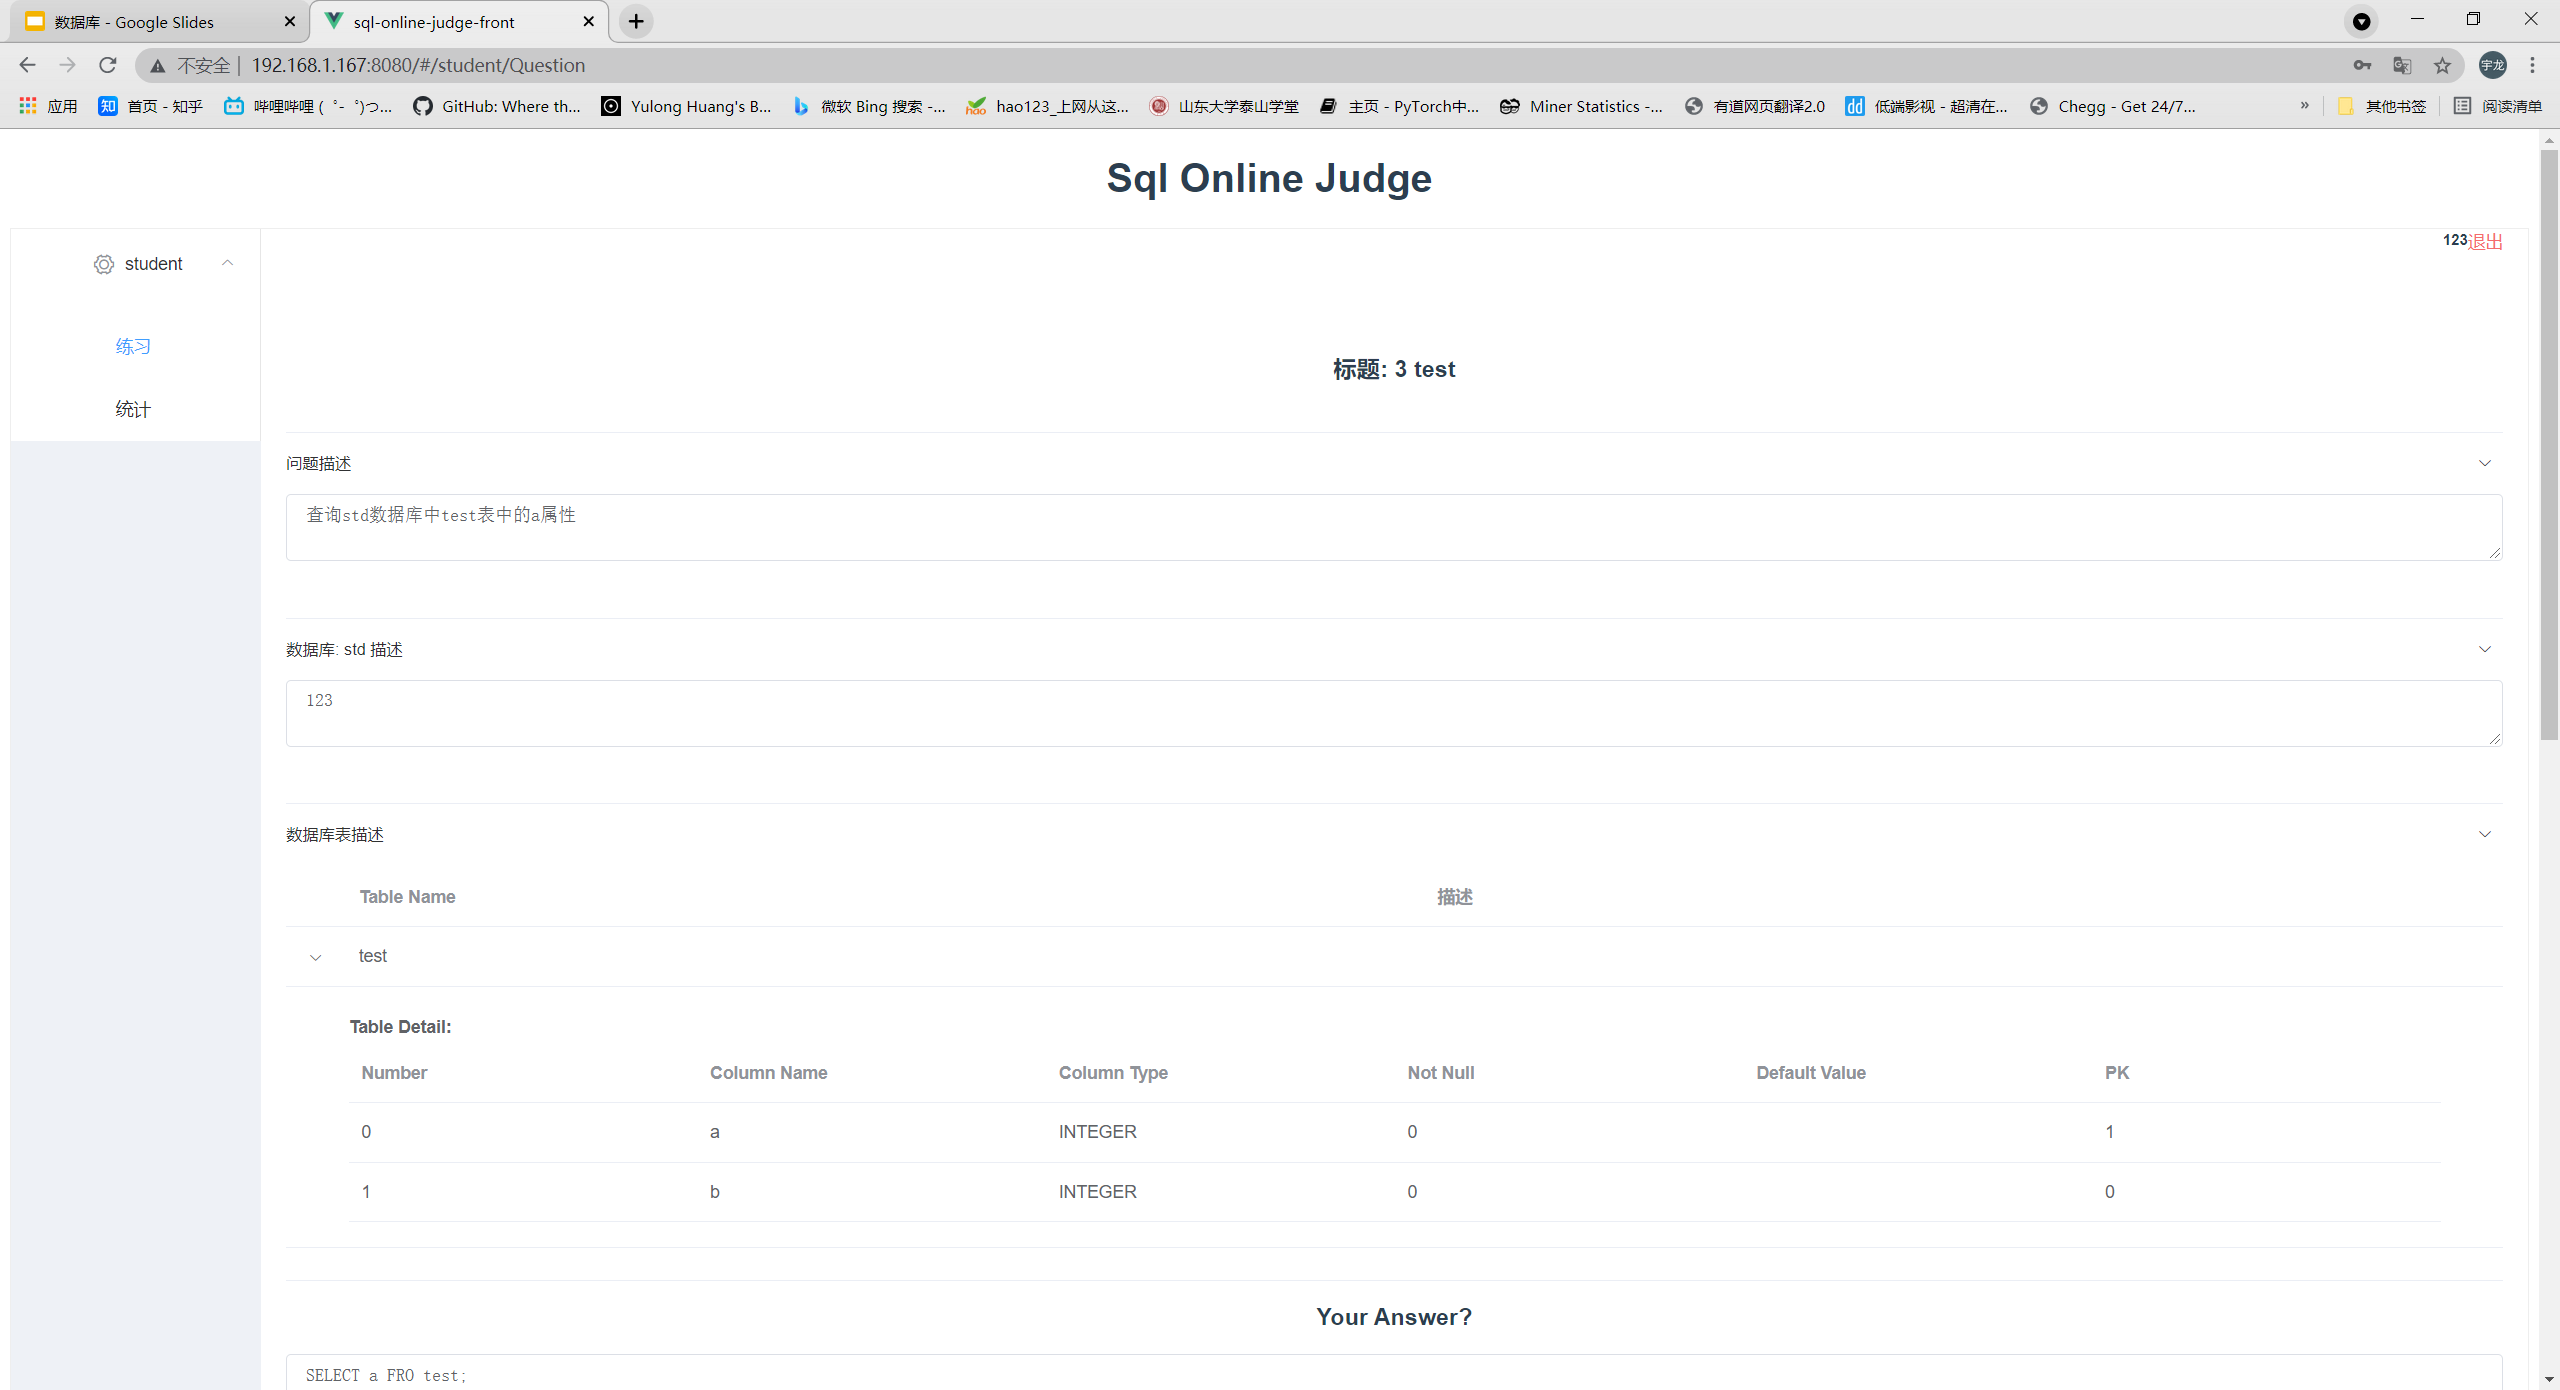 数据库 - Google Slides
sql-online-judge-front
不安全 | 192.168.1.167:8080/#/student/Question
宇龙
应用
知 首页 - 知乎
哔哩哔哩 (゜-゜)つ...
GitHub: Where th...
Yulong Huang's B...
微软 Bing 搜索 -...
hao hao123_上网从这...
山东大学泰山学堂
主页 - PyTorch中...
Miner Statistics -...
有道网页翻译2.0
dd 低端影视 - 超清在...
Chegg - Get 24/7...
»
其他书签
阅读清单
Sql Online Judge
student
123退出
练习
统计
标题: 3 test
问题描述
查询std数据库中test表中的a属性
数据库: std 描述
123
数据库表描述
Table Name 描述
test
Table Detail:
Number Column Name Column Type Not Null Default Value PK
0 a INTEGER 0 1
1 b INTEGER 0 0
Your Answer?
SELECT a FRO test;